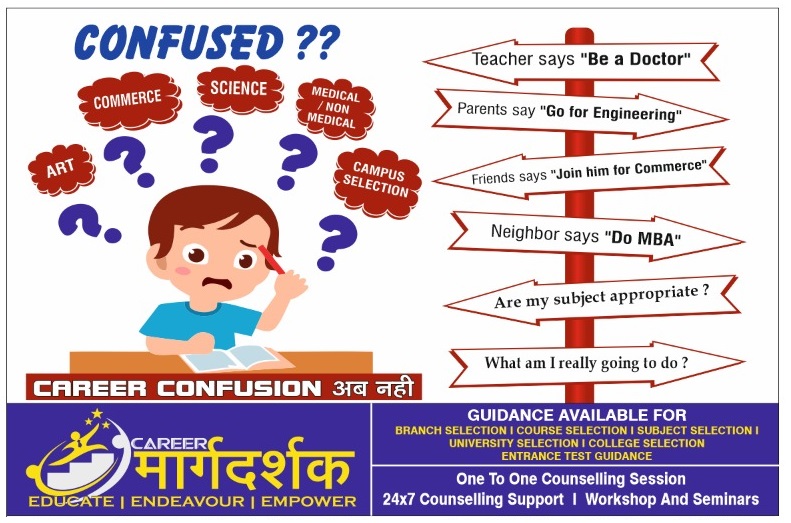 CONFUSED ??
ART
COMMERCE
SCIENCE
MEDICAL
/ NON
MEDICAL
CAMPUS
SELECTION
Teacher says "Be a Doctor"
Parents say "Go for Engineering"
Friends says "Join him for Commerce"
Neighbor says "Do MBA"
Are my subject appropriate ?
What am I really going to do ?
CAREER CONFUSION अब नही
CAREER
मार्गदर्शक
EDUCATE | ENDEAVOUR | EMPOWER
GUIDANCE AVAILABLE FOR
BRANCH SELECTION I COURSE SELECTION I SUBJECT SELECTION I
UNIVERSITY SELECTION I COLLEGE SELECTION
ENTRANCE TEST GUIDANCE
One To One Counselling Session
24x7 Counselling Support I Workshop And Seminars